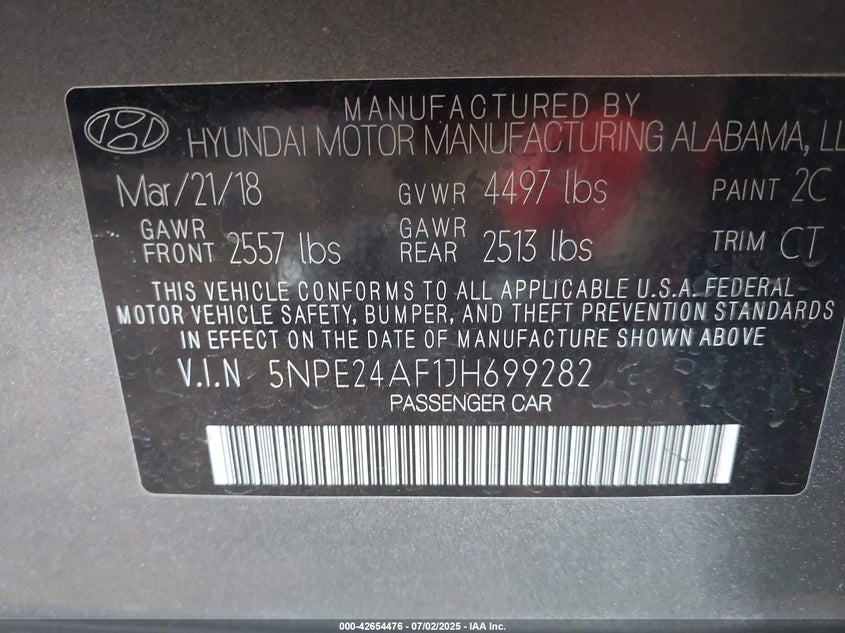 MANUFACTURED BY
HYUNDAI MOTOR MANUFACTURING ALABAMA, LL
Mar/21/18 GVWR 4497 lbs PAINT 2C
GAWR FRONT 2557 lbs GAWR REAR 2513 lbs TRIM CT
THIS VEHICLE CONFORMS TO ALL APPLICABLE U.S.A. FEDERAL
MOTOR VEHICLE SAFETY, BUMPER, AND THEFT PREVENTION STANDARDS
IN EFFECT ON THE DATE OF MANUFACTURE SHOWN ABOVE
V.I.N 5NPE24AF1JH699282
PASSENGER CAR
000-42654476 - 07/02/2025 - IAA Inc.